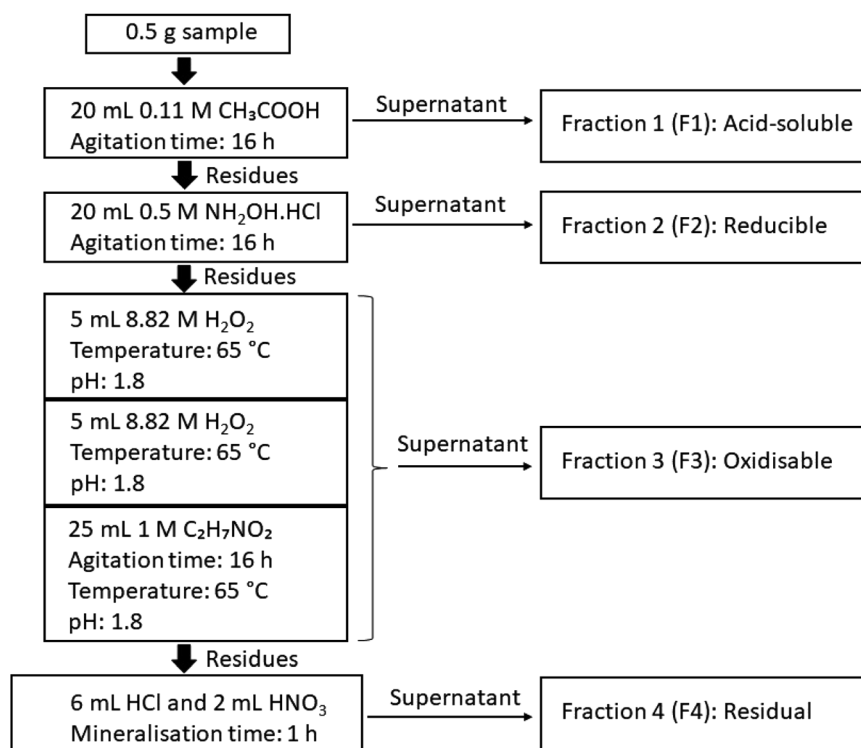 0.5 g sample
20 mL 0.11 M CH₃COOH
Agitation time: 16 h
Supernatant
Fraction 1 (F1): Acid-soluble
Residues
20 mL 0.5 M NH₂OH.HCl
Agitation time: 16 h
Supernatant
Fraction 2 (F2): Reducible
Residues
5 mL 8.82 M H₂O₂
Temperature: 65 °C
pH: 1.8
5 mL 8.82 M H₂O₂
Temperature: 65 °C
pH: 1.8
25 mL 1 M C₂H₇NO₂
Agitation time: 16 h
Temperature: 65 °C
pH: 1.8
Supernatant
Fraction 3 (F3): Oxidisable
Residues
6 mL HCl and 2 mL HNO₃
Mineralisation time: 1 h
Supernatant
Fraction 4 (F4): Residual